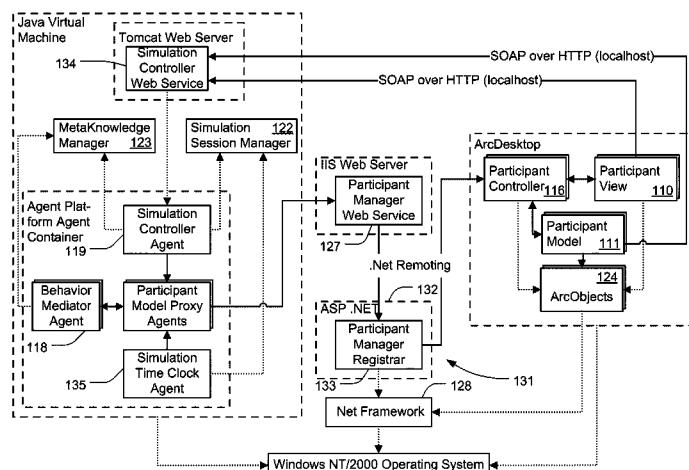 Java Virtual
Machine
Tomcat Web Server
Simulation
Controller
Web Service
134
SOAP over HTTP (localhost)
SOAP over HTTP (localhost)
MetaKnowledge
Manager 123
Simulation 122
Session Manager
IIS Web Server
Participant
Manager
Web Service
127
ArcDesktop
Participant
Controller 116
Participant
View 110
Participant
Model 111
124
ArcObjects
Agent Plat-
form Agent
Container
Simulation
Controller
Agent
119
.Net Remoting
132
Behavior
Mediator
Agent
118
Participant
Model Proxy
Agents
ASP .NET
Participant
Manager
Registrar
133
131
Simulation
Time Clock
Agent
135
128
Net Framework
Windows NT/2000 Operating System